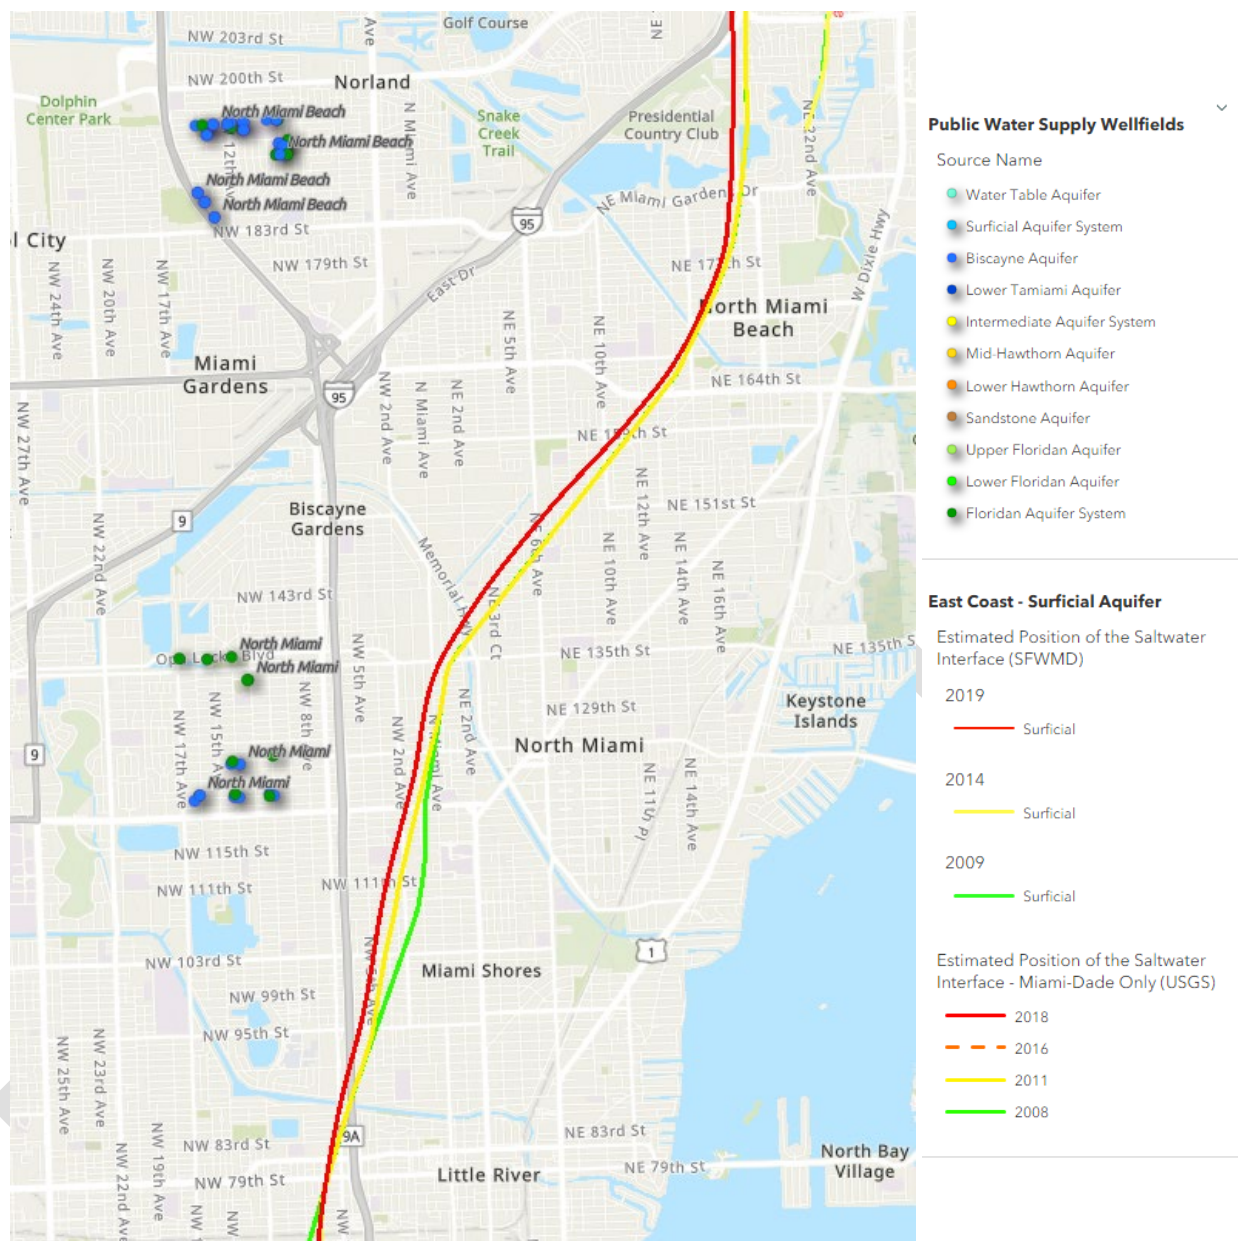 NW 203rd St
Ave
Golf Course
NE
NW 200th St
Norland
Dolphin
Center Park
North Miami Beach
N Miami Ave
Snake
Creek
Trail
Presidential
Country Club
NE 22nd Ave
North Miami Beach
12th
North Miami Beach
North Miami Beach
NE Miami Gardens Dr
NW 183rd St
95
l City
NW 179th St
East Dr
W Dixie Hwy
NW 24th Ave
NW 20th Ave
NW 17th Ave
North Miami
Beach
NE 5th Ave
NE 10th Ave
Miami
Gardens
95
NE 164th St
NW 2nd Ave
N Miami Ave
NE 2nd Ave
NW 27th Ave
NE 159th St
NE 12th Ave
NE 151st St
Biscayne
Gardens
9
NW 22nd Ave
NE 6th Ave
Memorial Hwy
NE 10th Ave
NE 14th Ave
NE 16th Ave
NW 143rd St
NE 3rd Ct
North Miami
NW 5th Ave
NE 135th St
NE 135th S
North Miami
NW 8th Ave
NW 15th A
NW 17th Ave
NE 129th St
Keystone
Islands
NW 2nd Ave
N Miami Ave
NE 2nd Ave
North Miami
9
North Miami
NE 11th Pl
NE 14th Ave
North Miami
NW 115th St
NW 111th St
NW 111th St
NW 103rd St
Miami Shores
1
NW 99th St
NW 95th St
NW 25th Ave
NW 23rd Ave
NW 19th Ave
NW 22nd Ave
9A
NW 83rd St
NE 83rd St
North Bay
Village
NW 79th St
Little River
NE 79th St
NW 1
NW
NW
Public Water Supply Wellfields
Source Name
Water Table Aquifer
Surficial Aquifer System
Biscayne Aquifer
Lower Tamiami Aquifer
Intermediate Aquifer System
Mid-Hawthorn Aquifer
Lower Hawthorn Aquifer
Sandstone Aquifer
Upper Floridan Aquifer
Lower Floridan Aquifer
Floridan Aquifer System
East Coast - Surficial Aquifer
Estimated Position of the Saltwater
Interface (SFWMD)
2019
Surficial
2014
Surficial
2009
Surficial
Estimated Position of the Saltwater
Interface - Miami-Dade Only (USGS)
2018
2016
2011
2008